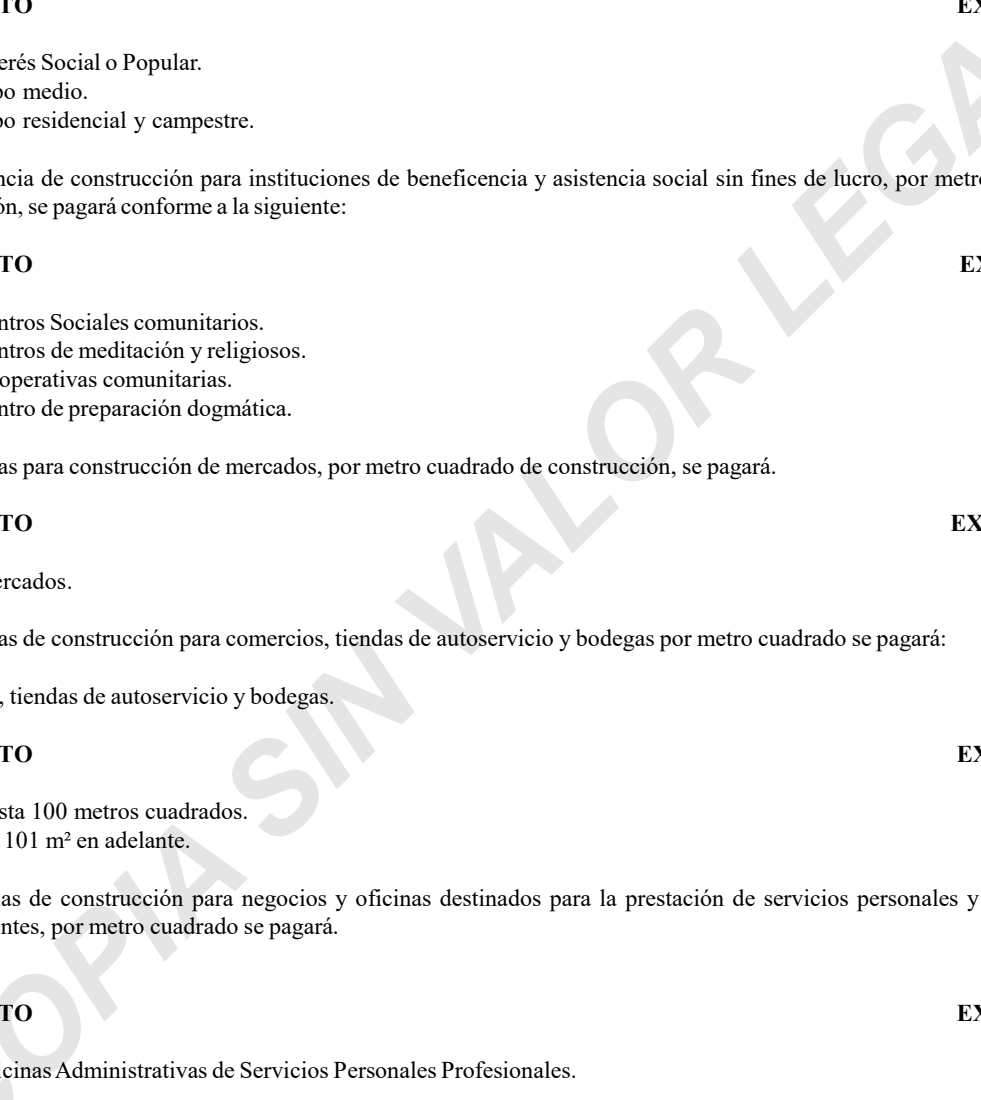 TO EX
erés Social o Popular.
po medio.
po residencial y campestre.
ncia de construcción para instituciones de beneficencia y asistencia social sin fines de lucro, por metro
ón, se pagará conforme a la siguiente:
TO EX
ntros Sociales comunitarios.
ntros de meditación y religiosos.
operativas comunitarias.
ntro de preparación dogmática.
as para construcción de mercados, por metro cuadrado de construcción, se pagará.
TO EX
ercados.
as de construcción para comercios, tiendas de autoservicio y bodegas por metro cuadrado se pagará:
, tiendas de autoservicio y bodegas.
TO EX
sta 100 metros cuadrados.
101 m² en adelante.
ias de construcción para negocios y oficinas destinados para la prestación de servicios personales y
entes, por metro cuadrado se pagará.
TO EX
icinas Administrativas de Servicios Personales Profesionales.
COPIA SIN VALOR LEGA